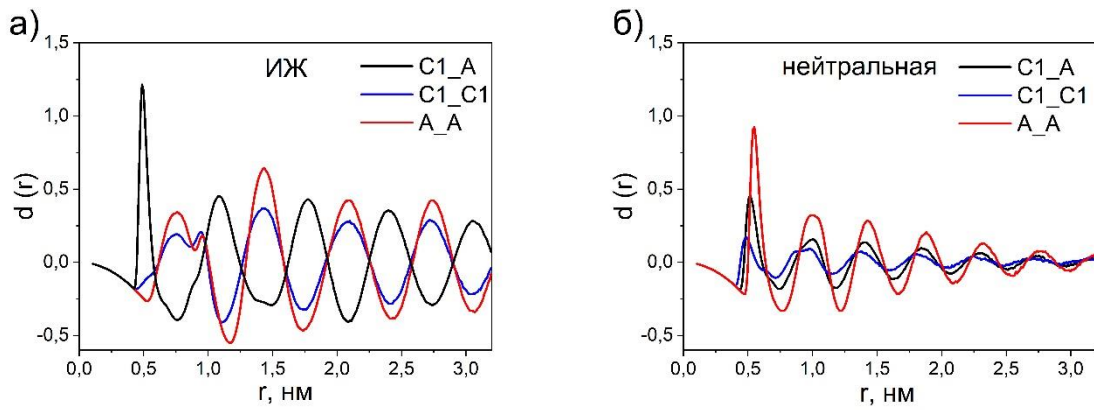 а)
d (r)
1,5
1,0
0,5
0,0
-0,5
ИЖ
C1_A
C1_C1
A_A
0,0 0,5 1,0 1,5 2,0 2,5 3,0
r, нм
б)
d (r)
1,5
1,0
0,5
0,0
-0,5
нейтральная
C1_A
C1_C1
A_A
0,0 0,5 1,0 1,5 2,0 2,5 3,0
r, нм